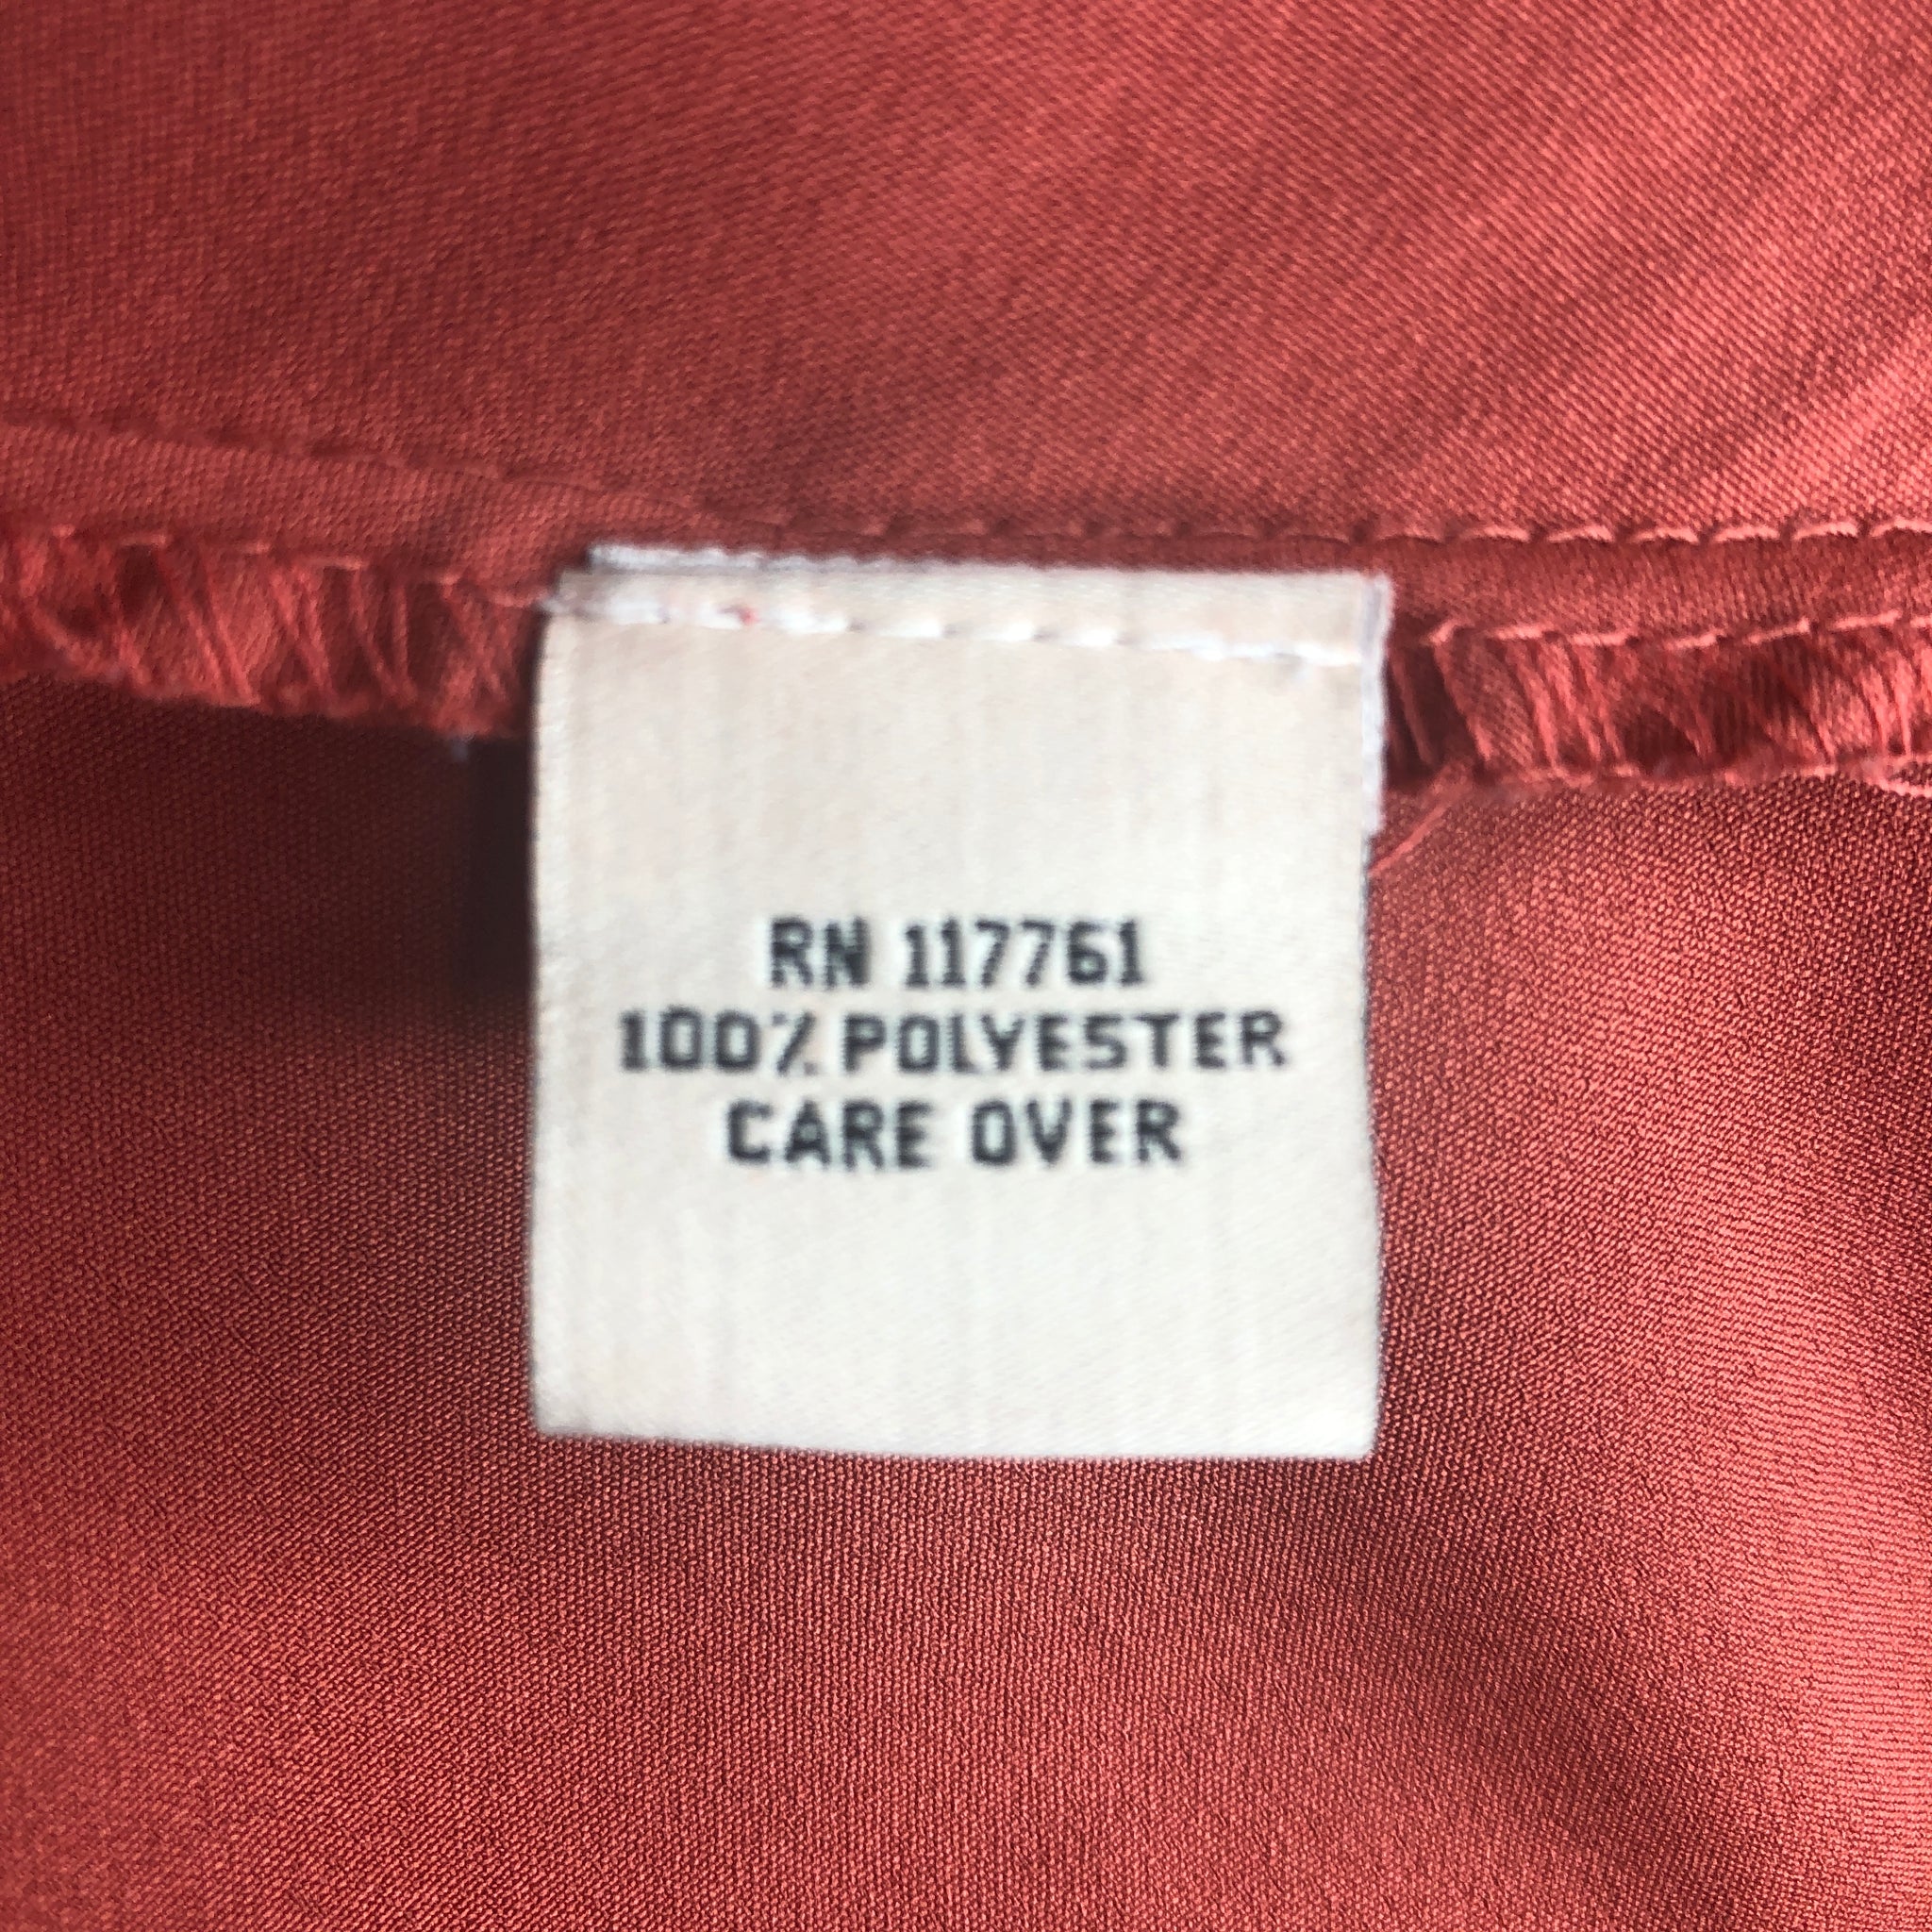 RN 117761
100% POLYESTER
CARE OVER